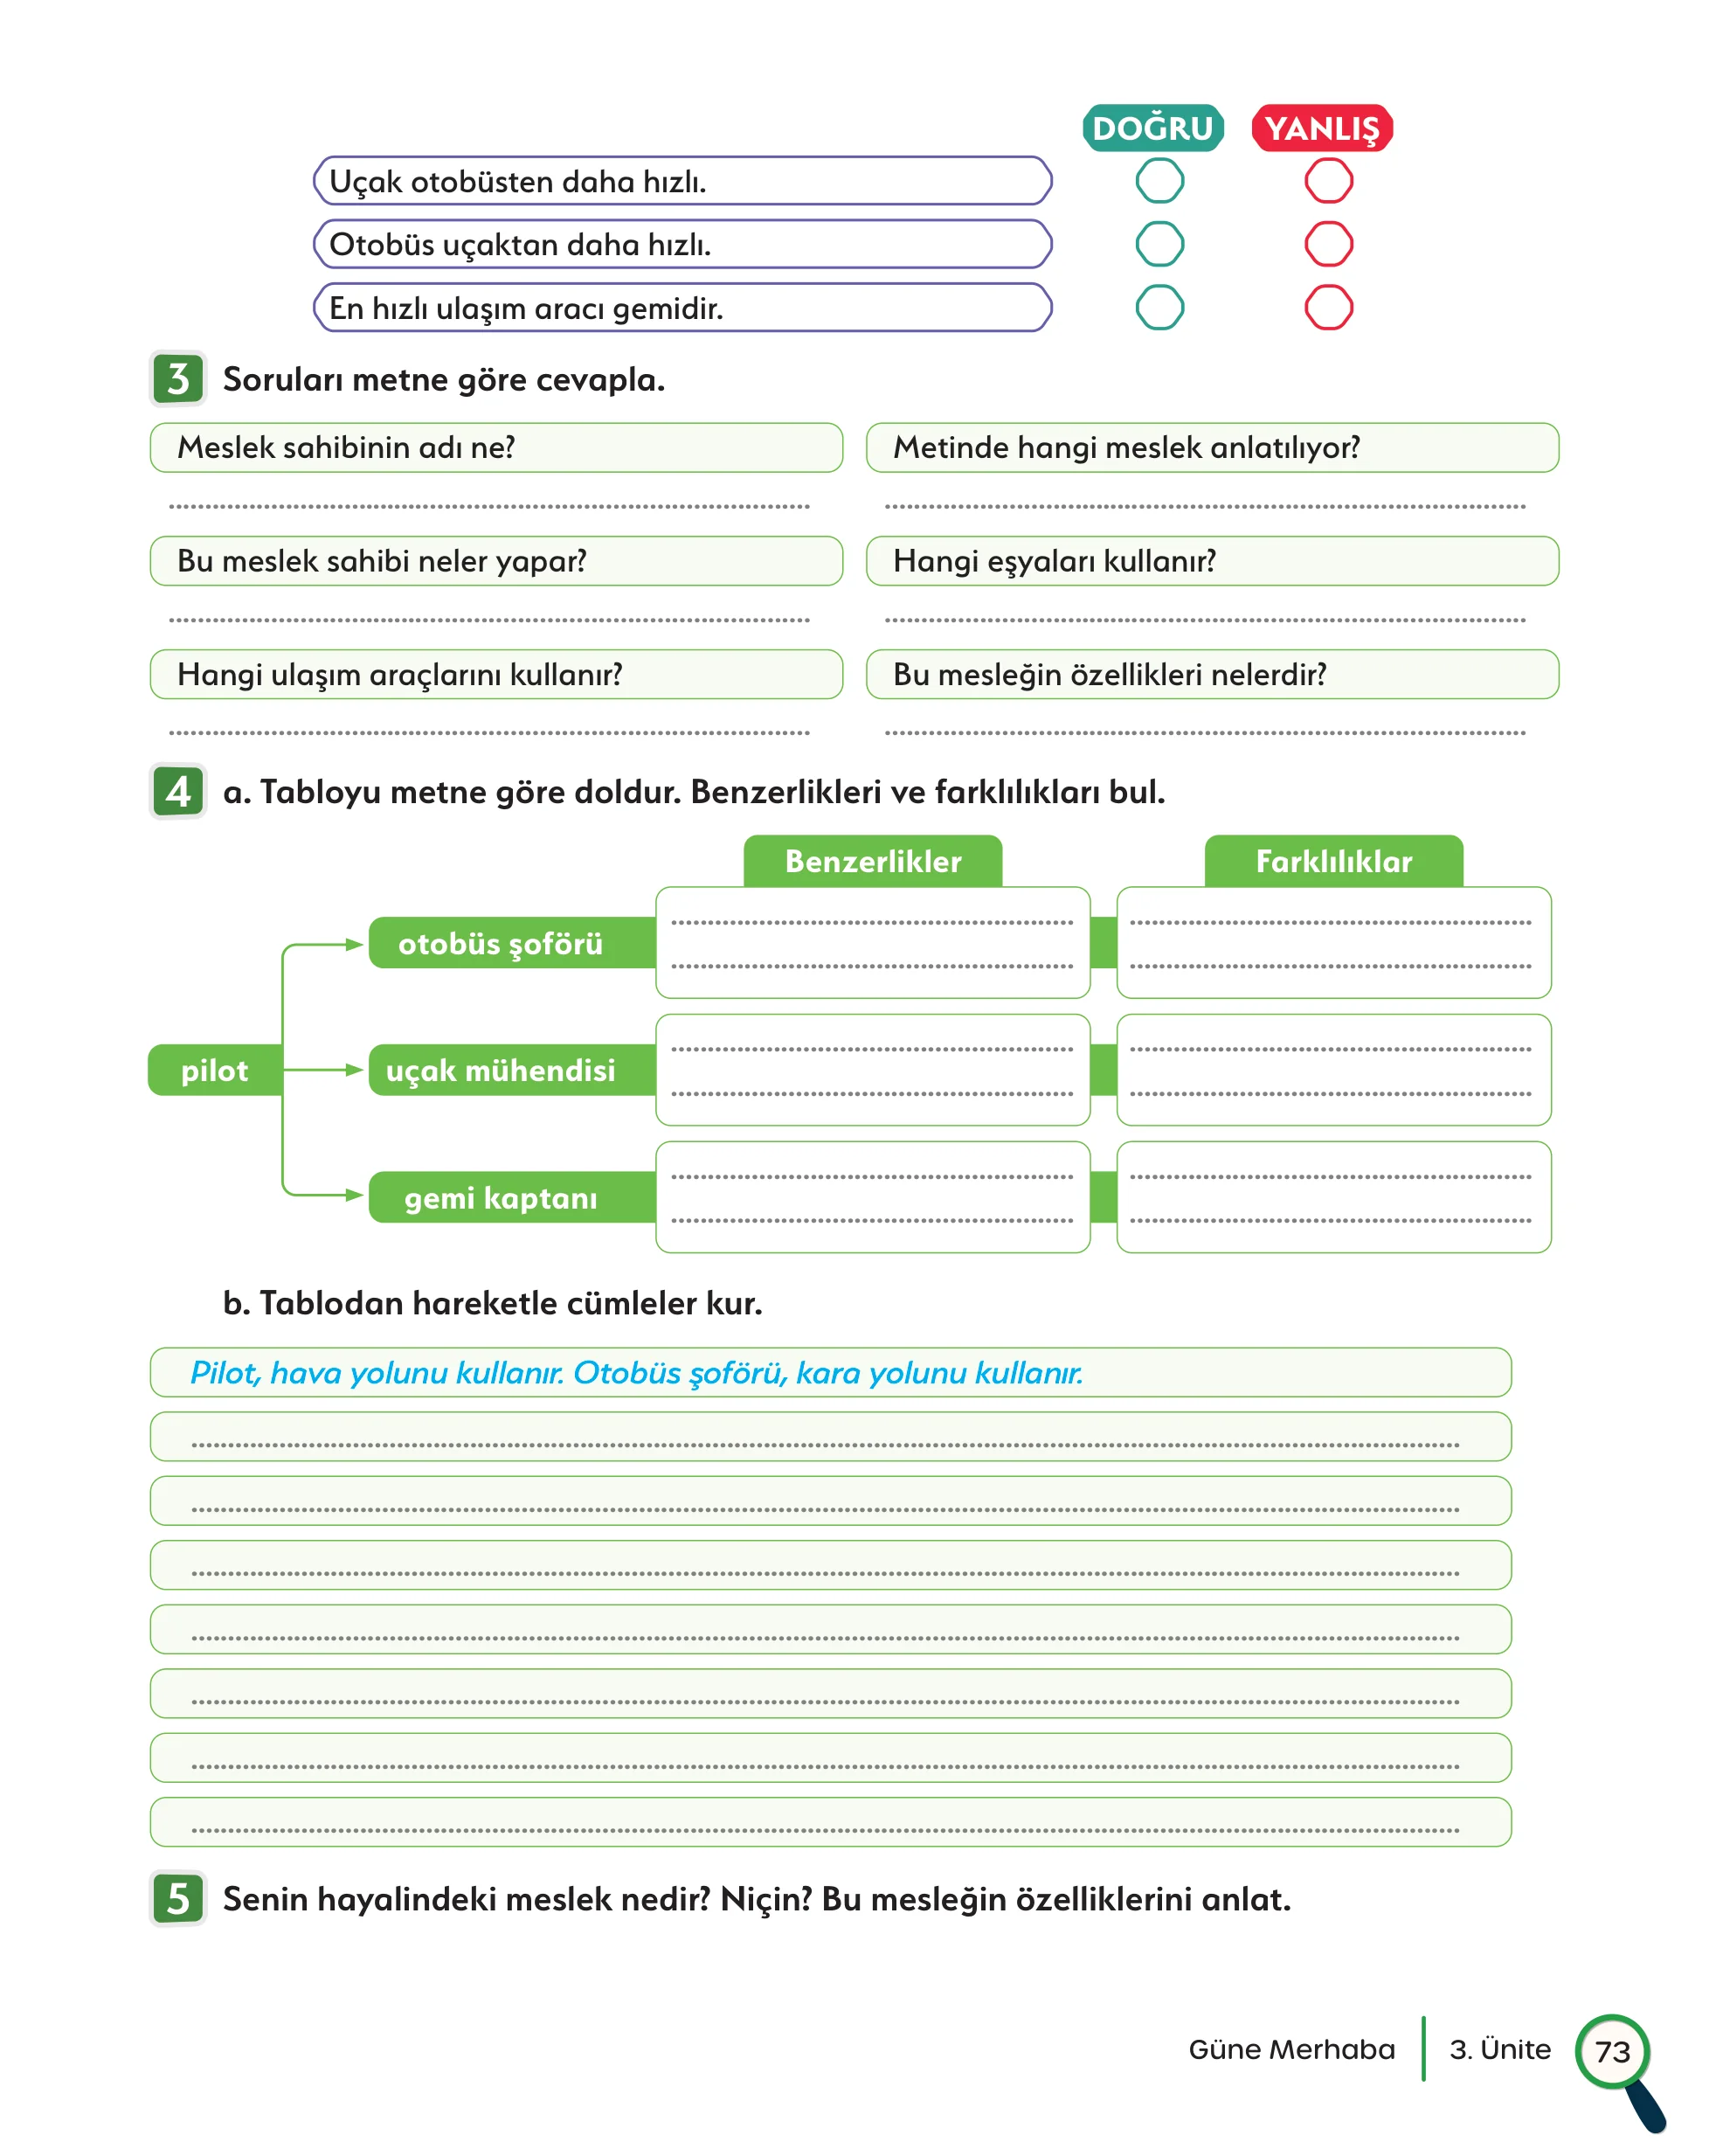 DOĞRU YANLIŞ
Uçak otobüsten daha hızlı.
Otobüs uçaktan daha hızlı.
En hızlı ulaşım aracı gemidir.
3 Soruları metne göre cevapla.
Meslek sahibinin adı ne? Metinde hangi meslek anlatılıyor?
Bu meslek sahibi neler yapar? Hangi eşyaları kullanır?
Hangi ulaşım araçlarını kullanır? Bu mesleğin özellikleri nelerdir?
4 a. Tabloyu metne göre doldur. Benzerlikleri ve farklılıkları bul.
Benzerlikler Farklılıklar
otobüs şoförü
pilot uçak mühendisi
gemi kaptanı
b. Tablodan hareketle cümleler kur.
Pilot, hava yolunu kullanır. Otobüs şoförü, kara yolunu kullanır.
5 Senin hayalindeki meslek nedir? Niçin? Bu mesleğin özelliklerini anlat.
Güne Merhaba 3. Ünite 73